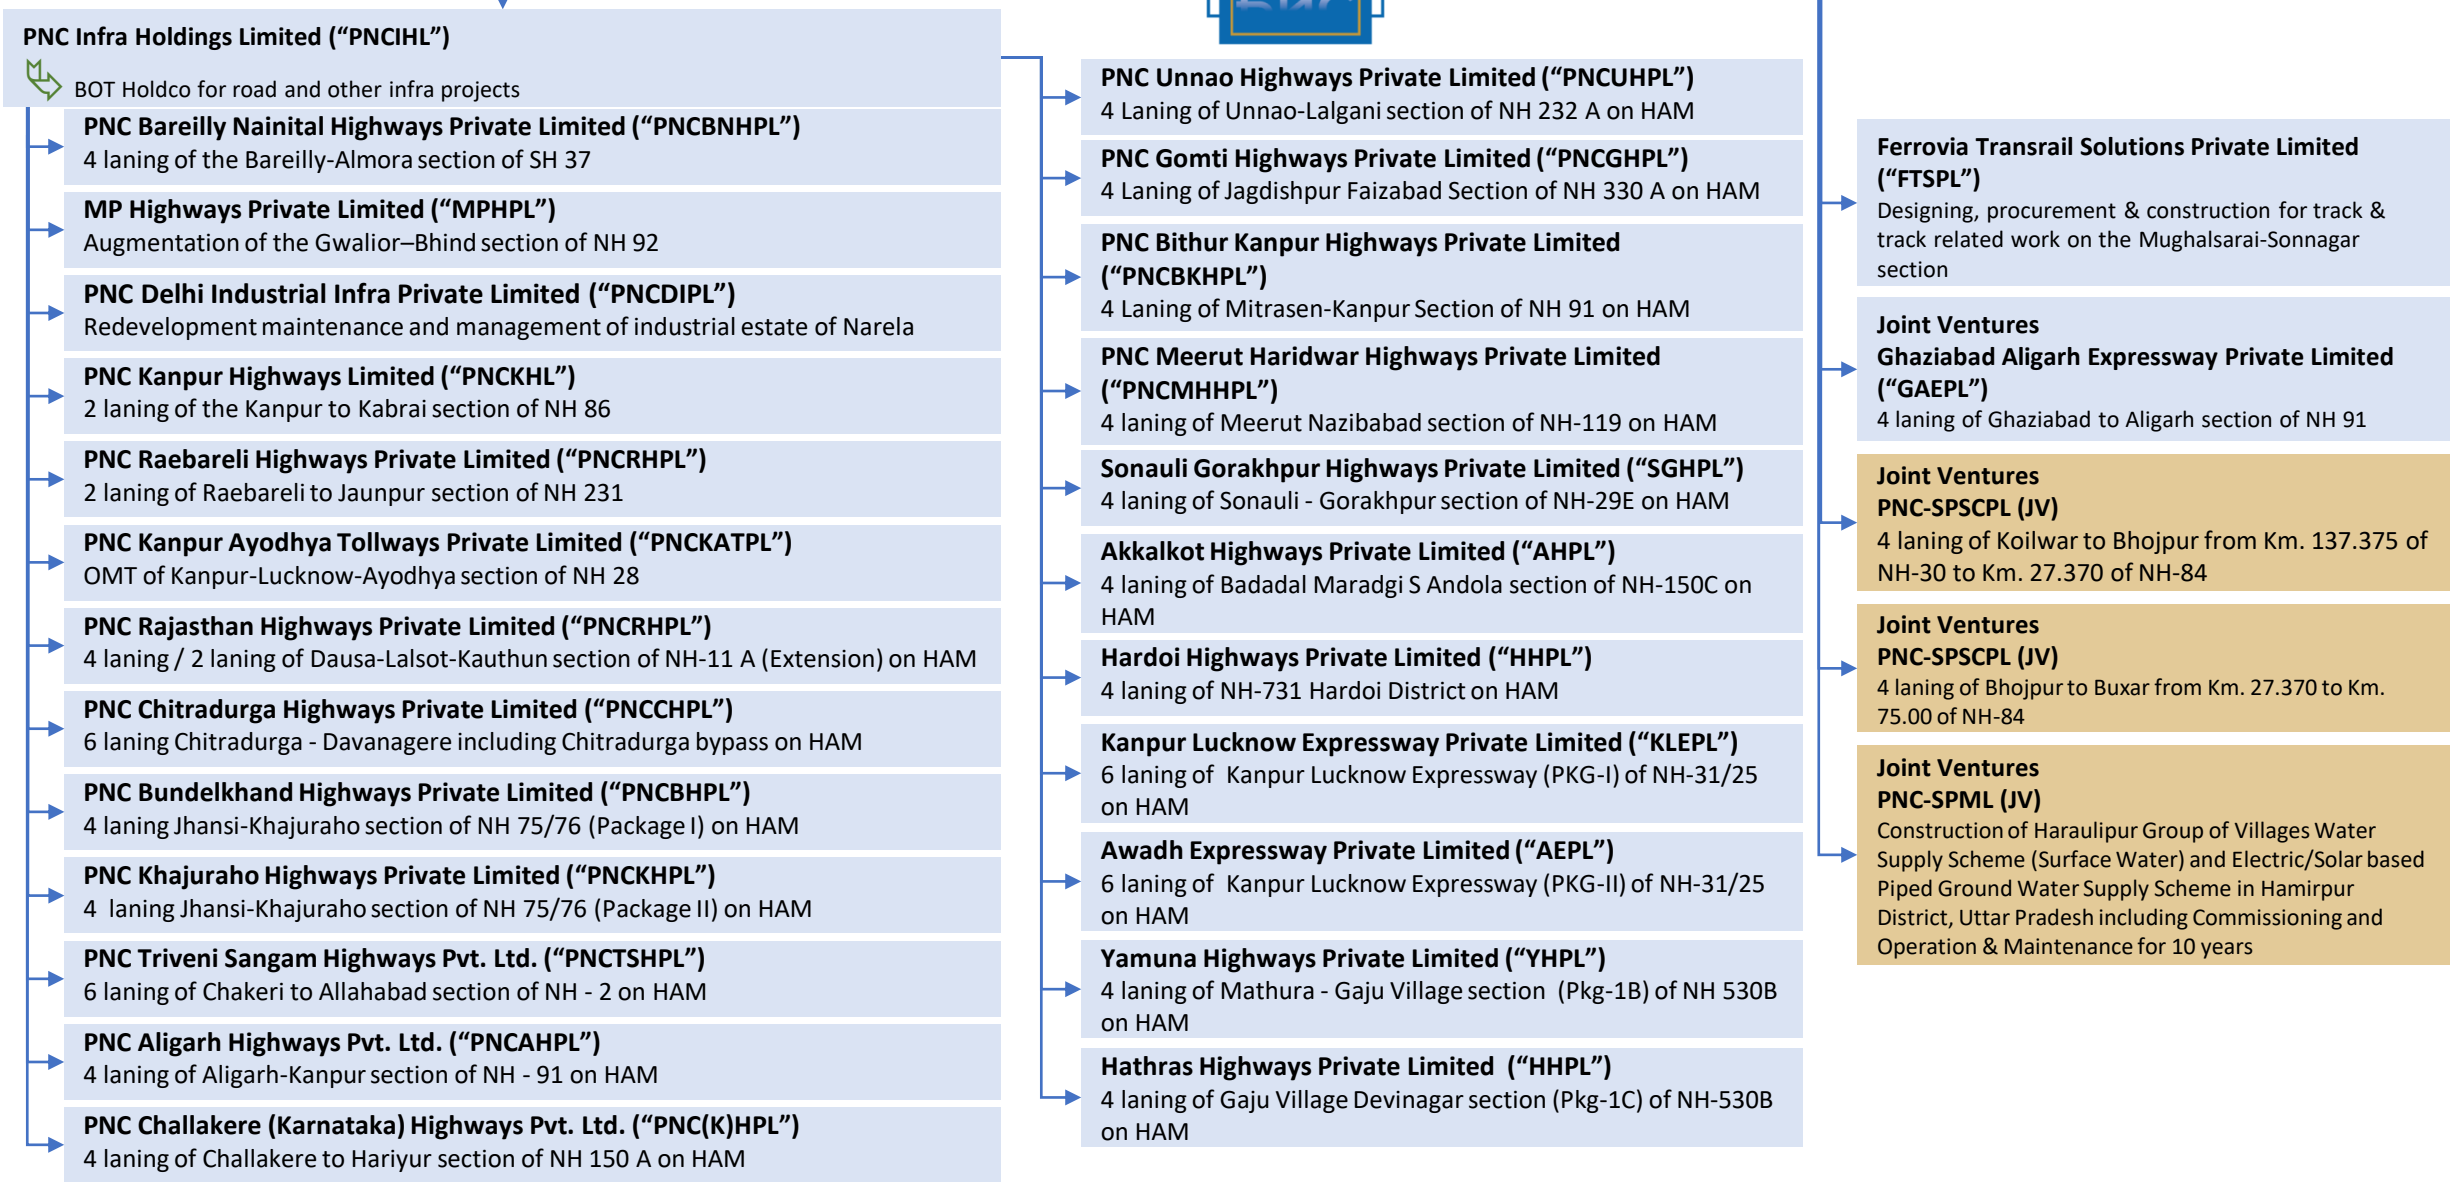 PNC Infra Holdings Limited (“PNCIHL”)
BOT Holdco for road and other infra projects
PNC Bareilly Nainital Highways Private Limited (“PNCBNHPL”)
4 laning of the Bareilly-Almora section of SH 37
MP Highways Private Limited (“MPHPL”)
Augmentation of the Gwalior–Bhind section of NH 92
PNC Delhi Industrial Infra Private Limited (“PNCDIPL”)
Redevelopment maintenance and management of industrial estate of Narela
PNC Kanpur Highways Limited (“PNCKHL”)
2 laning of the Kanpur to Kabrai section of NH 86
PNC Raebareli Highways Private Limited (“PNCRHPL”)
2 laning of Raebareli to Jaunpur section of NH 231
PNC Kanpur Ayodhya Tollways Private Limited (“PNCKATPL”)
OMT of Kanpur-Lucknow-Ayodhya section of NH 28
PNC Rajasthan Highways Private Limited (“PNCRHPL”)
4 laning / 2 laning of Dausa-Lalsot-Kauthun section of NH-11 A (Extension) on HAM
PNC Chitradurga Highways Private Limited (“PNCCHPL”)
6 laning Chitradurga - Davanagere including Chitradurga bypass on HAM
PNC Bundelkhand Highways Private Limited (“PNCBHPL”)
4 laning Jhansi-Khajuraho section of NH 75/76 (Package I) on HAM
PNC Khajuraho Highways Private Limited (“PNCKHPL”)
4 laning Jhansi-Khajuraho section of NH 75/76 (Package II) on HAM
PNC Triveni Sangam Highways Pvt. Ltd. (“PNCTSHPL”)
6 laning of Chakeri to Allahabad section of NH - 2 on HAM
PNC Aligarh Highways Pvt. Ltd. (“PNCAHPL”)
4 laning of Aligarh-Kanpur section of NH - 91 on HAM
PNC Challakere (Karnataka) Highways Pvt. Ltd. (“PNC(K)HPL”)
4 laning of Challakere to Hariyur section of NH 150 A on HAM
PNC Unnao Highways Private Limited (“PNCUHPL”)
4 Laning of Unnao-Lalgani section of NH 232 A on HAM
PNC Gomti Highways Private Limited (“PNCGHPL”)
4 Laning of Jagdishpur Faizabad Section of NH 330 A on HAM
PNC Bithur Kanpur Highways Private Limited
(“PNCBKHPL”)
4 Laning of Mitrasen-Kanpur Section of NH 91 on HAM
PNC Meerut Haridwar Highways Private Limited
(“PNCMHHPL”)
4 laning of Meerut Nazibabad section of NH-119 on HAM
Sonauli Gorakhpur Highways Private Limited (“SGHPL”)
4 laning of Sonauli - Gorakhpur section of NH-29E on HAM
Akkalkot Highways Private Limited (“AHPL”)
4 laning of Badadal Maradgi S Andola section of NH-150C on
HAM
Hardoi Highways Private Limited (“HHPL”)
4 laning of NH-731 Hardoi District on HAM
Kanpur Lucknow Expressway Private Limited (“KLEPL”)
6 laning of Kanpur Lucknow Expressway (PKG-I) of NH-31/25
on HAM
Awadh Expressway Private Limited (“AEPL”)
6 laning of Kanpur Lucknow Expressway (PKG-II) of NH-31/25
on HAM
Yamuna Highways Private Limited (“YHPL”)
4 laning of Mathura - Gaju Village section (Pkg-1B) of NH 530B
on HAM
Hathras Highways Private Limited (“HHPL”)
4 laning of Gaju Village Devinagar section (Pkg-1C) of NH-530B
on HAM
Ferrovia Transrail Solutions Private Limited
(“FTSPL”)
Designing, procurement & construction for track &
track related work on the Mughalsarai-Sonnagar
section
Joint Ventures
Ghaziabad Aligarh Expressway Private Limited
(“GAEPL”)
4 laning of Ghaziabad to Aligarh section of NH 91
Joint Ventures
PNC-SPSCPL (JV)
4 laning of Koilwar to Bhojpur from Km. 137.375 of
NH-30 to Km. 27.370 of NH-84
Joint Ventures
PNC-SPSCPL (JV)
4 laning of Bhojpur to Buxar from Km. 27.370 to Km.
75.00 of NH-84
Joint Ventures
PNC-SPML (JV)
Construction of Haraulipur Group of Villages Water
Supply Scheme (Surface Water) and Electric/Solar based
Piped Ground Water Supply Scheme in Hamirpur
District, Uttar Pradesh including Commissioning and
Operation & Maintenance for 10 years